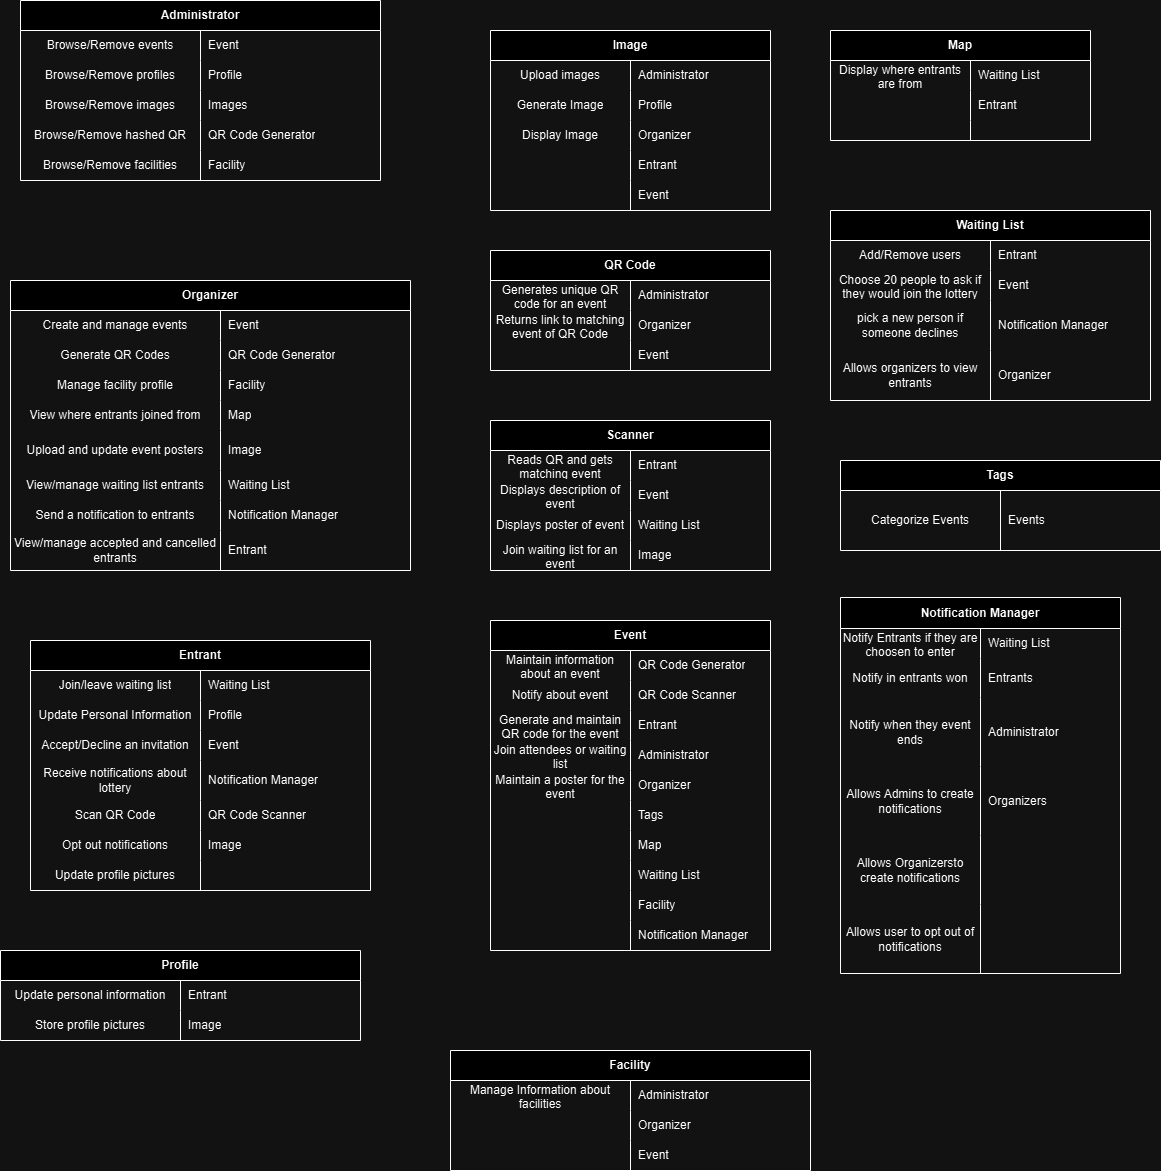 Administrator
Browse/Remove events
Event
Browse/Remove profiles
Profile
Browse/Remove images
Images
Browse/Remove hashed QR
QR Code Generator
Browse/Remove facilities
Facility
Organizer
Create and manage events
Event
Generate QR Codes
QR Code Generator
Manage facility profile
Facility
View where entrants joined from
Map
Upload and update event posters
Image
View/manage waiting list entrants
Waiting List
Send a notification to entrants
Notification Manager
View/manage accepted and cancelled
entrants
Entrant
Entrant
Join/leave waiting list
Waiting List
Update Personal Information
Profile
Accept/Decline an invitation
Event
Receive notifications about
lottery
Notification Manager
Scan QR Code
QR Code Scanner
Opt out notifications
Image
Update profile pictures
Profile
Update personal information
Entrant
Store profile pictures
Image
Image
Upload images
Administrator
Generate Image
Profile
Display Image
Organizer
Entrant
Event
QR Code
Generates unique QR
code for an event
Administrator
Returns link to matching
event of QR Code
Organizer
Event
Scanner
Reads QR and gets
matching event
Entrant
Displays description of
event
Event
Displays poster of event
Waiting List
Join waiting list for an
event
Image
Event
Maintain information
about an event
QR Code Generator
Notify about event
QR Code Scanner
Generate and maintain
QR code for the event
Entrant
Join attendees or waiting
list
Administrator
Maintain a poster for the
event
Organizer
Tags
Map
Waiting List
Facility
Notification Manager
Facility
Manage Information about
facilities
Administrator
Organizer
Event
Map
Display where entrants
are from
Waiting List
Entrant
Waiting List
Add/Remove users
Entrant
Choose 20 people to ask if
they would join the lottery
Event
pick a new person if
someone declines
Notification Manager
Allows organizers to view
entrants
Organizer
Tags
Categorize Events
Events
Notification Manager
Notify Entrants if they are
choosen to enter
Waiting List
Notify in entrants won
Entrants
Notify when they event
ends
Administrator
Allows Admins to create
notifications
Organizers
Allows Organizersto
create notifications
Allows user to opt out of
notifications